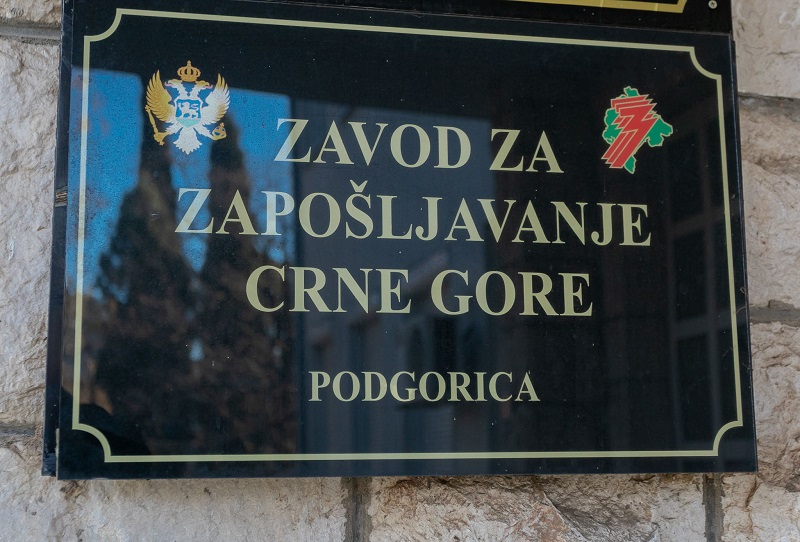 ZAVOD ZA
ZAPOŠLJAVANJE
CRNE GORE
PODGORICA